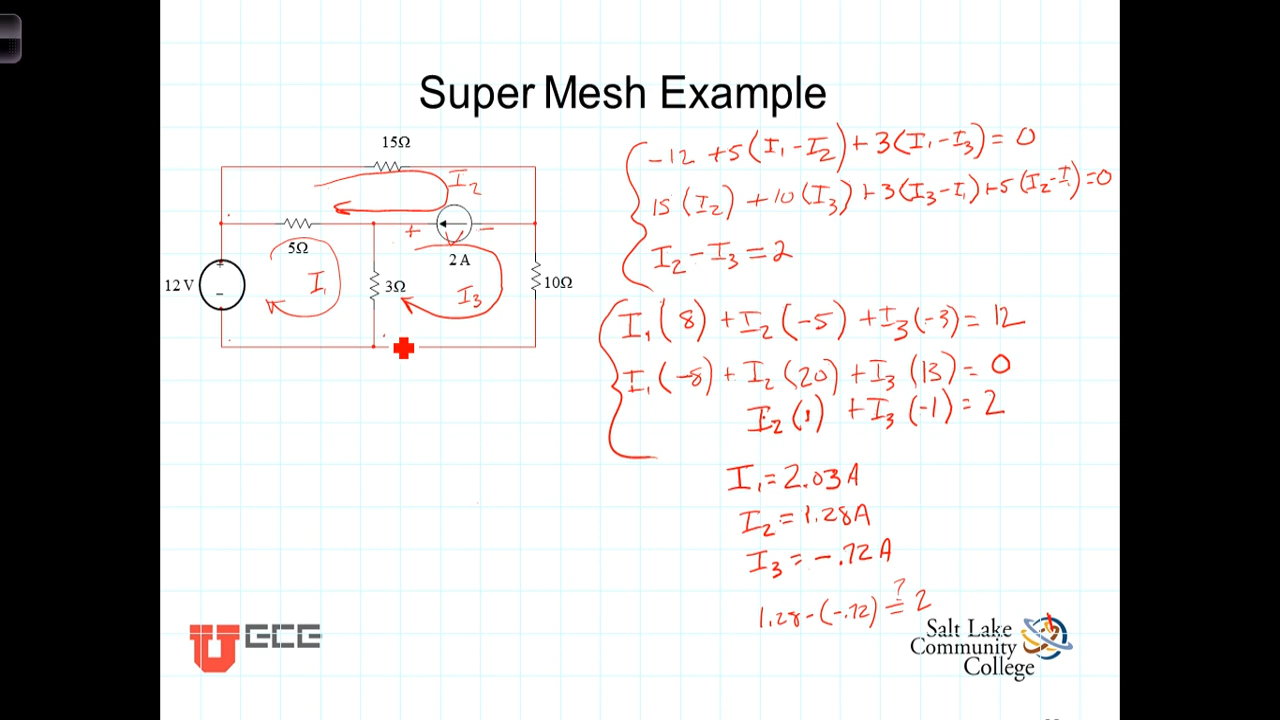 Super Mesh Example
15Ω
I₂
5Ω
+ −
2 A
12 V
+
−
I₁
3Ω
I₃
10Ω
-12 + 5(I₁ - I₂) + 3(I₁ - I₃) = 0
15(I₂) + 10(I₃) + 3(I₃ - I₁) + 5(I₂ - I₁) = 0
I₂ - I₃ = 2
I₁(8) + I₂(-5) + I₃(-3) = 12
I₁(-8) + I₂(20) + I₃(13) = 0
I₂(1) + I₃(-1) = 2
I₁ = 2.03A
I₂ = 1.28A
I₃ = -.72A
1.28 - (-.72) ?= 2
U ECE
Salt Lake
Community
College